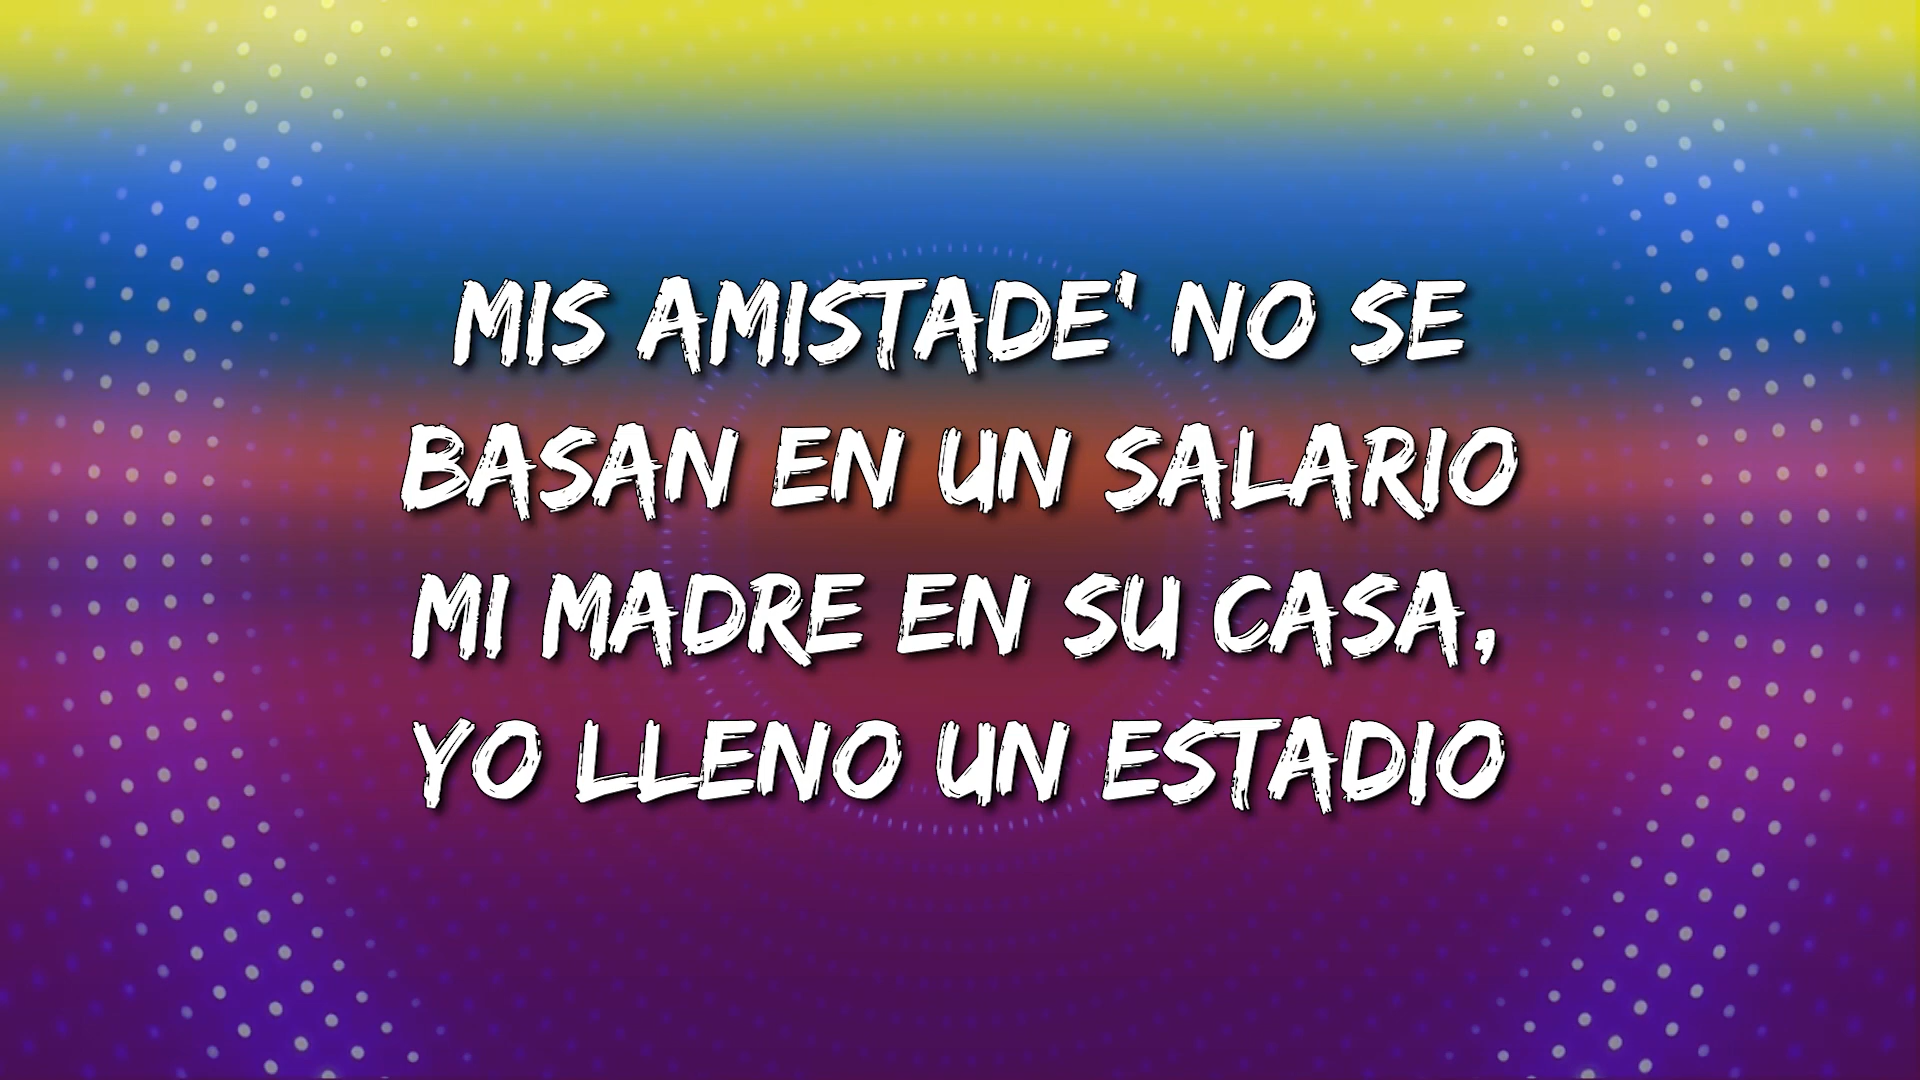 MIS AMISTADE' NO SE
BASAN EN UN SALARIO
MI MADRE EN SU CASA,
YO LLENO UN ESTADIO